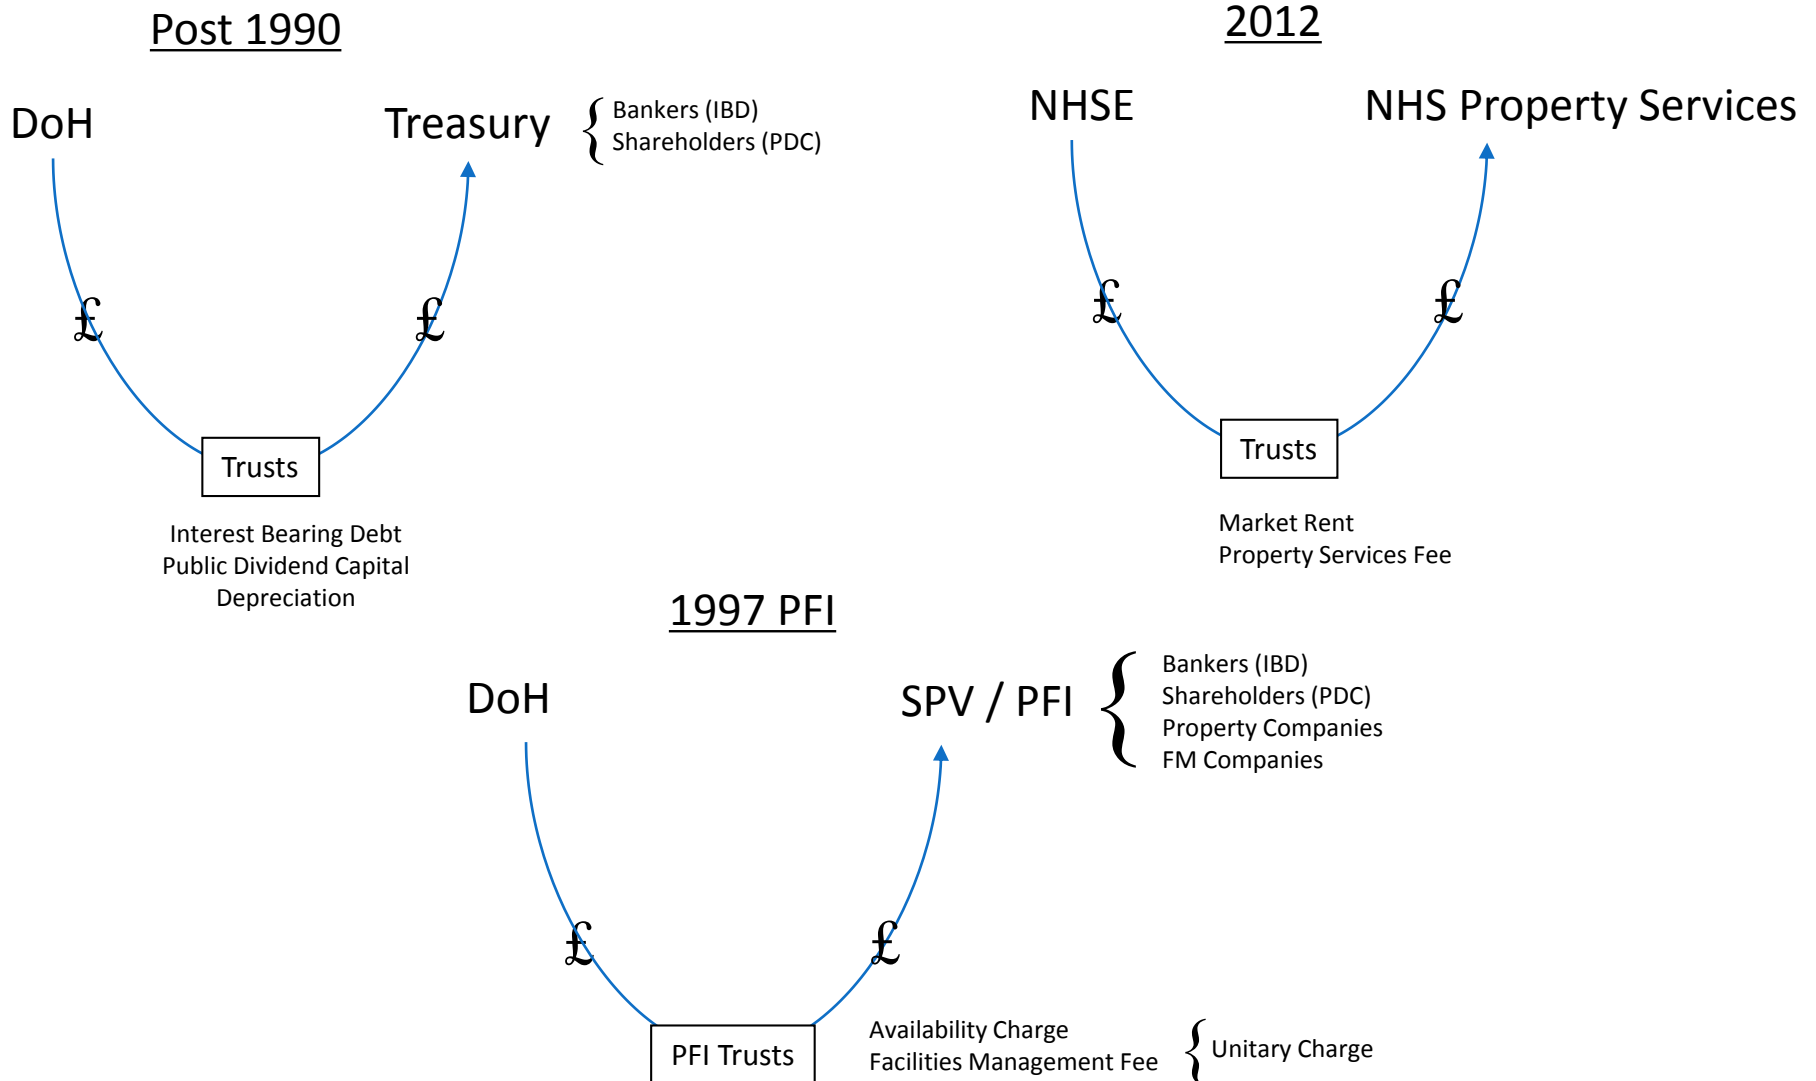 Post 1990
DoH
Treasury
Bankers (IBD)
Shareholders (PDC)
£
£
Trusts
Interest Bearing Debt
Public Dividend Capital
Depreciation
2012
NHSE
NHS Property Services
£
£
Trusts
Market Rent
Property Services Fee
1997 PFI
DoH
SPV / PFI
Bankers (IBD)
Shareholders (PDC)
Property Companies
FM Companies
£
£
PFI Trusts
Availability Charge
Facilities Management Fee
Unitary Charge